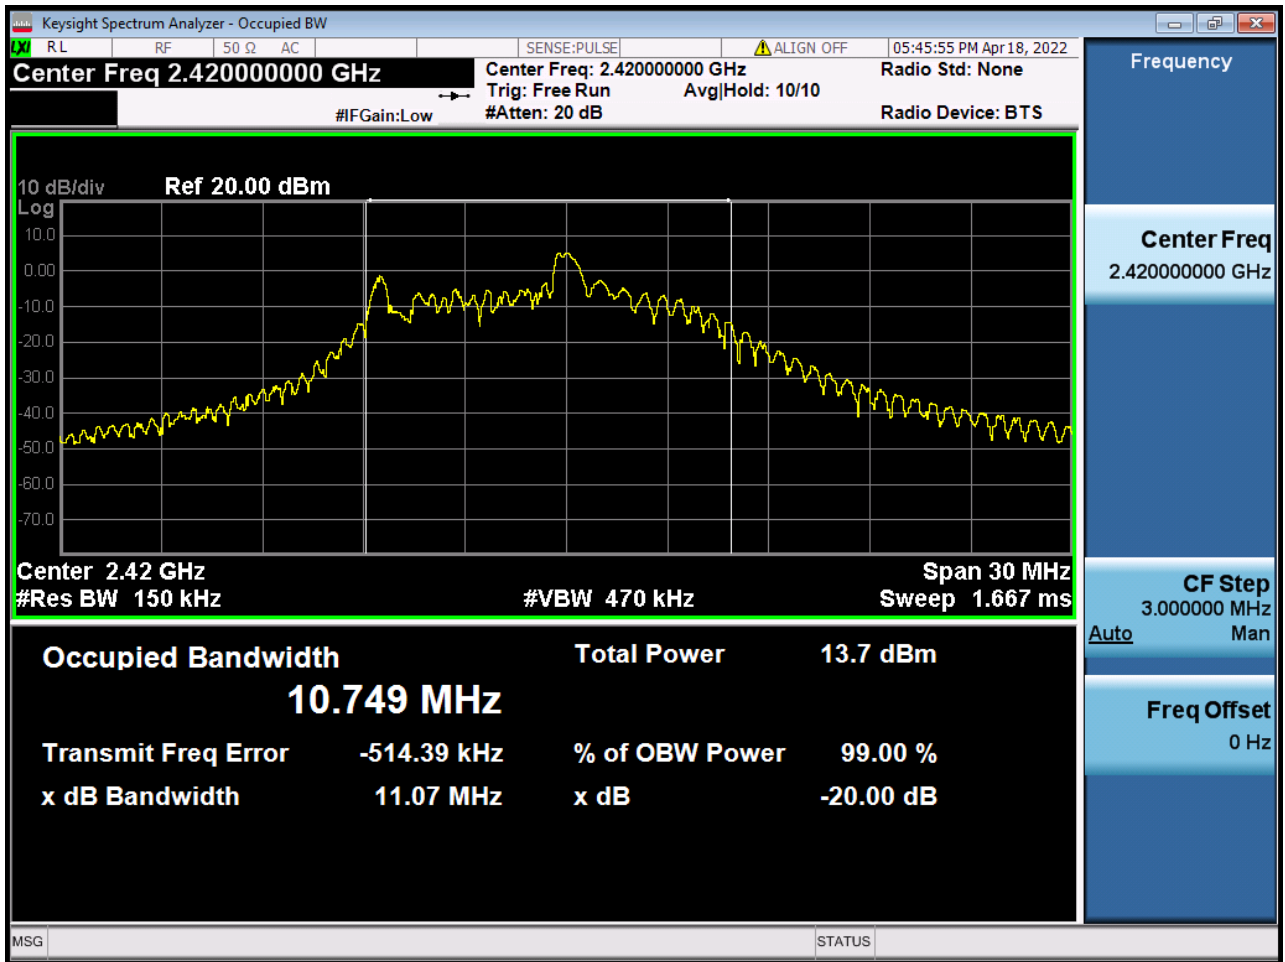 Keysight Spectrum Analyzer - Occupied BW
LXI RL RF 50 Ω AC SENSE:PULSE ALIGN OFF 05:45:55 PM Apr 18, 2022
Center Freq 2.420000000 GHz
Center Freq: 2.420000000 GHz
Radio Std: None
Trig: Free Run Avg|Hold: 10/10
#IFGain:Low
#Atten: 20 dB
Radio Device: BTS
10 dB/div Ref 20.00 dBm
Log
10.0
0.00
-10.0
-20.0
-30.0
-40.0
-50.0
-60.0
-70.0
Center 2.42 GHz Span 30 MHz
#Res BW 150 kHz #VBW 470 kHz Sweep 1.667 ms
Occupied Bandwidth Total Power 13.7 dBm
10.749 MHz
Transmit Freq Error -514.39 kHz % of OBW Power 99.00 %
x dB Bandwidth 11.07 MHz x dB -20.00 dB
Frequency
Center Freq
2.420000000 GHz
CF Step
3.000000 MHz
Auto Man
Freq Offset
0 Hz
MSG STATUS